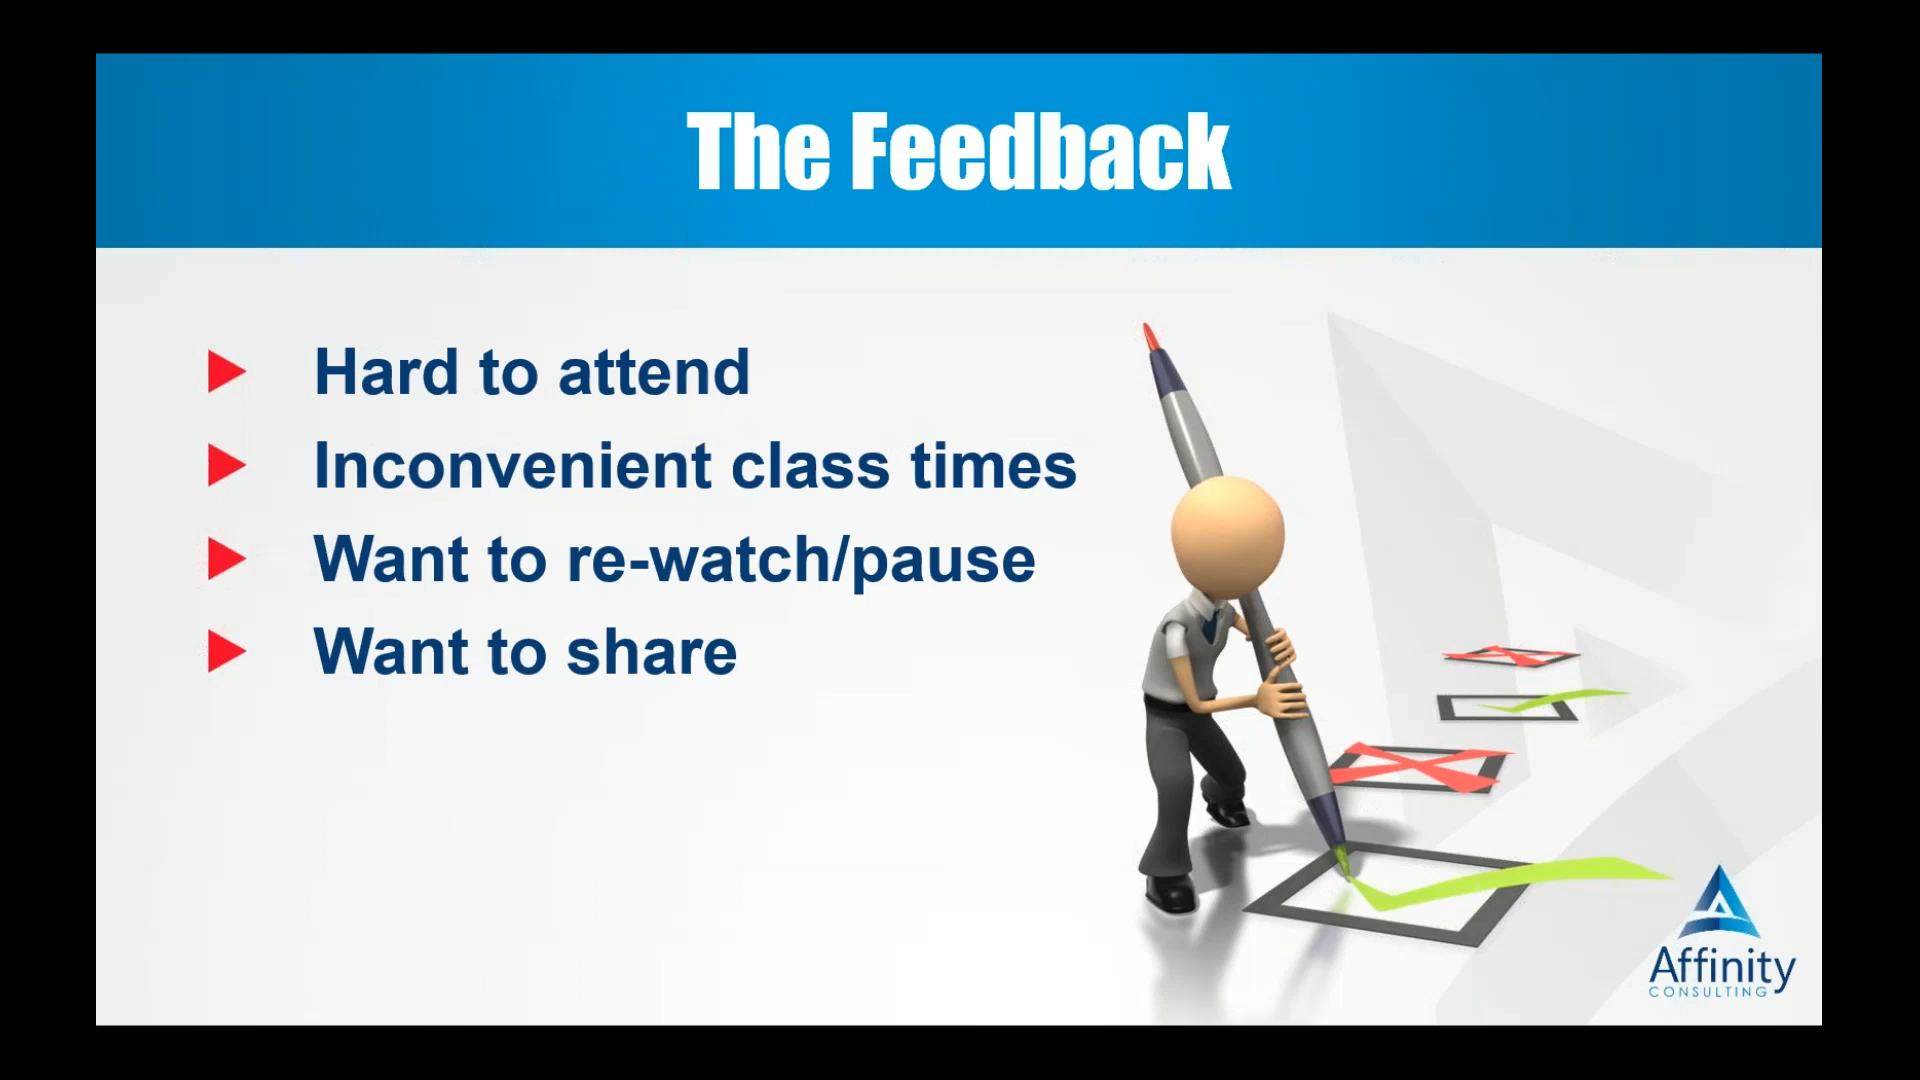 The Feedback
Hard to attend
Inconvenient class times
Want to re-watch/pause
Want to share
Affinity
CONSULTING